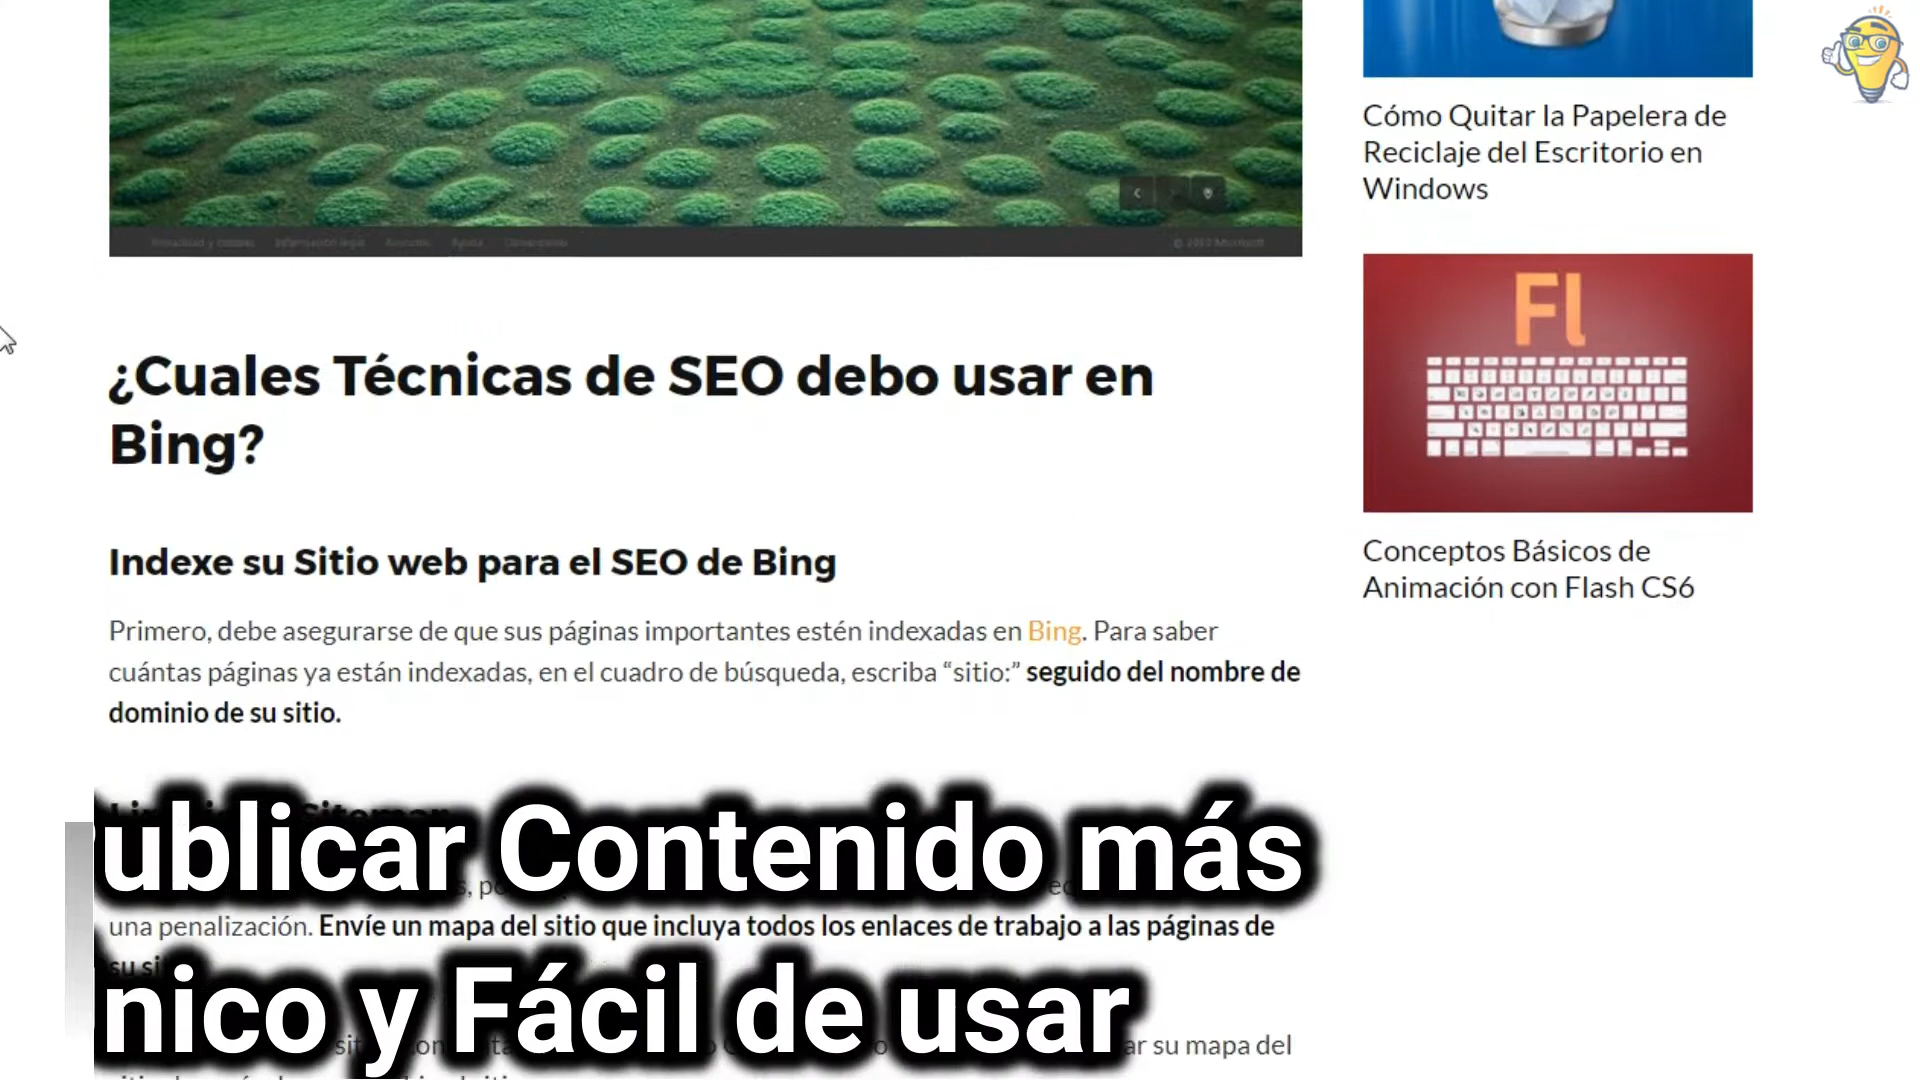 Cómo Quitar la Papelera de
Reciclaje del Escritorio en
Windows
Fl
Conceptos Básicos de
Animación con Flash CS6
¿Cuales Técnicas de SEO debo usar en
Bing?
Indexe su Sitio web para el SEO de Bing
Primero, debe asegurarse de que sus páginas importantes estén indexadas en Bing. Para saber
cuántas páginas ya están indexadas, en el cuadro de búsqueda, escriba “sitio:” seguido del nombre de
dominio de su sitio.
ublicar Contenido más
una penalización. Envíe un mapa del sitio que incluya todos los enlaces de trabajo a las páginas de
nico y Fácil de usar
su mapa del